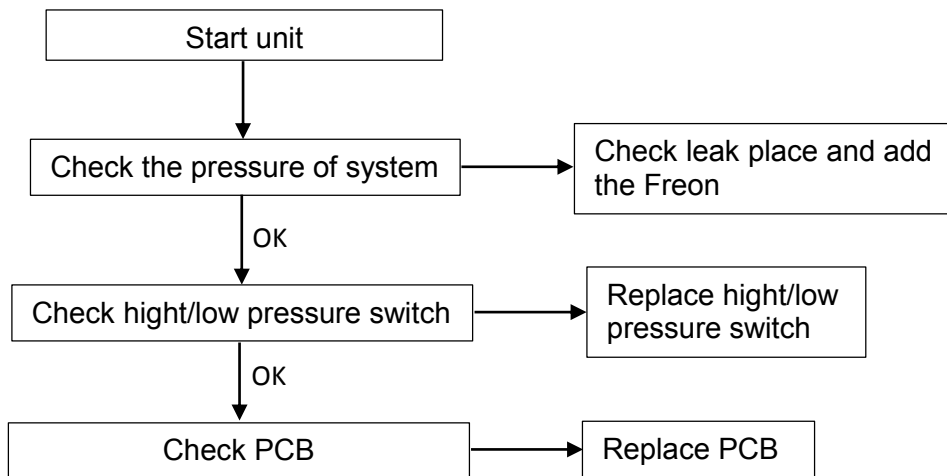 Start unit
Check the pressure of system
Check leak place and add
the Freon
OK
Check hight/low pressure switch
Replace hight/low
pressure switch
OK
Check PCB
Replace PCB